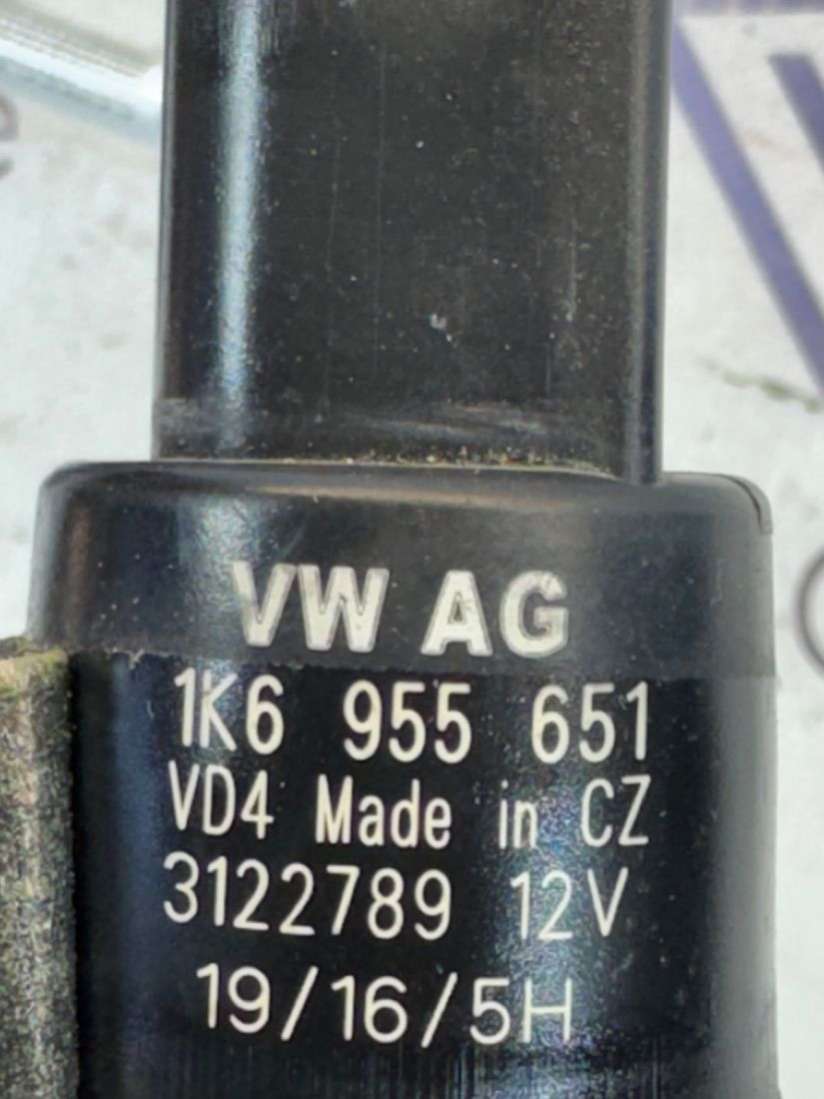 VW AG
1K6 955 651
VD4 Made in CZ
3122789 12V
19/16/5H